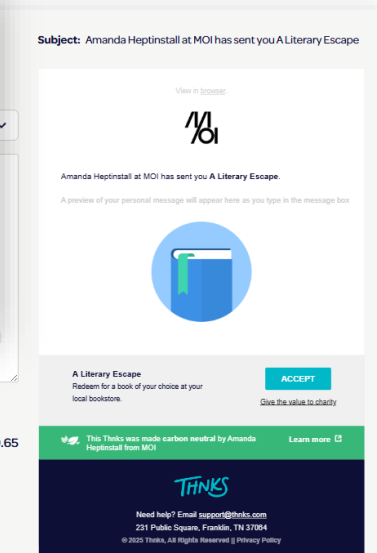 Subject: Amanda Heptinstall at MOI has sent you A Literary Escape
View in browser.
MOI
Amanda Heptinstall at MOI has sent you A Literary Escape.
A preview of your personal message will appear here as you type in the message box
A Literary Escape
Redeem for a book of your choice at your
local bookstore.
ACCEPT
Give the value to charity
.65
This Thnks was made carbon neutral by Amanda
Heptinstall from MOI
Learn more
THNKS
Need help? Email support@thnks.com
231 Public Square, Franklin, TN 37064
© 2025 Thnks, All Rights Reserved || Privacy Policy